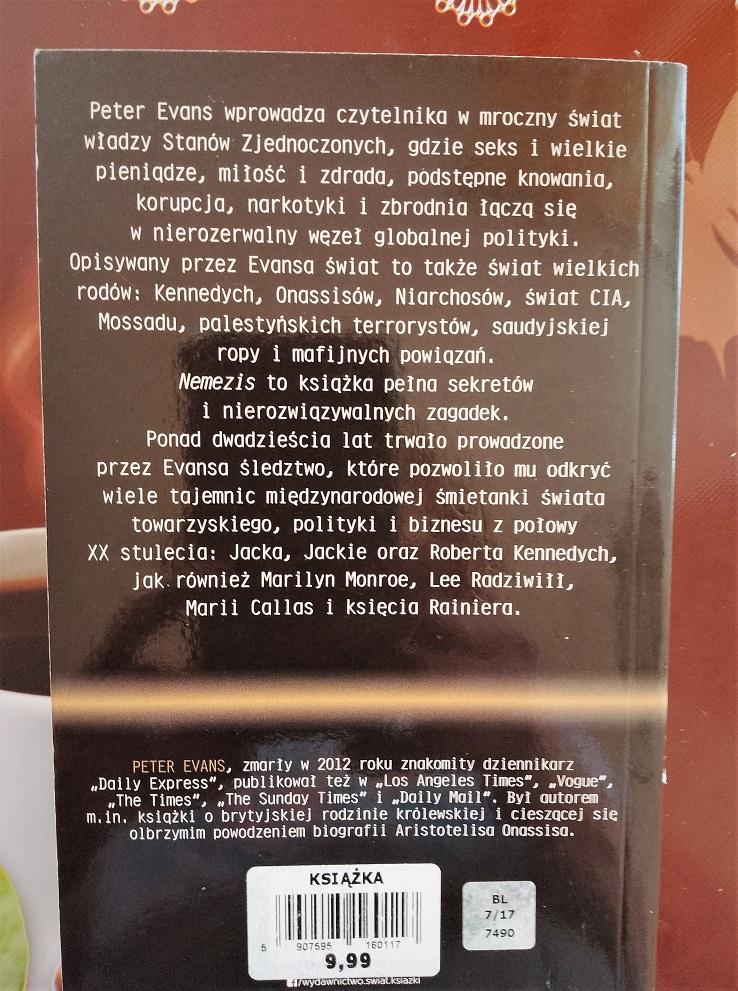 Peter Evans wprowadza czytelnika w mroczny świat
władzy Stanów Zjednoczonych, gdzie seks i wielkie
pieniądze, miłość i zdrada, podstępne knowania,
korupcja, narkotyki i zbrodnia łączą się
w nierozerwalny węzeł globalnej polityki.
Opisywany przez Evansa świat to także świat wielkich
rodów: Kennedych, Onassisów, Niarchosów, świat CIA,
Mossadu, palestyńskich terrorystów, saudyjskiej
ropy i mafijnych powiązań.
Nemezis to książka pełna sekretów
i nierozwiązywalnych zagadek.
Ponad dwadzieścia lat trwało prowadzone
przez Evansa śledztwo, które pozwoliło mu odkryć
wiele tajemnic międzynarodowej śmietanki świata
towarzyskiego, polityki i biznesu z połowy
XX stulecia: Jacka, Jackie oraz Roberta Kennedych,
jak również Marilyn Monroe, Lee Radziwiłł,
Marii Callas i księcia Rainiera.
PETER EVANS, zmarły w 2012 roku znakomity dziennikarz
„Daily Express”, publikował też w „Los Angeles Times”, „Vogue”,
„The Times”, „The Sunday Times” i „Daily Mail”. Był autorem
m.in. książki o brytyjskiej rodzinie królewskiej i cieszącej się
olbrzymim powodzeniem biografii Aristotelisa Onassisa.
KSIĄŻKA
5 907595 160117
9,99
BL
7/17
7490
/wydawnictwo.swiat.ksiazki